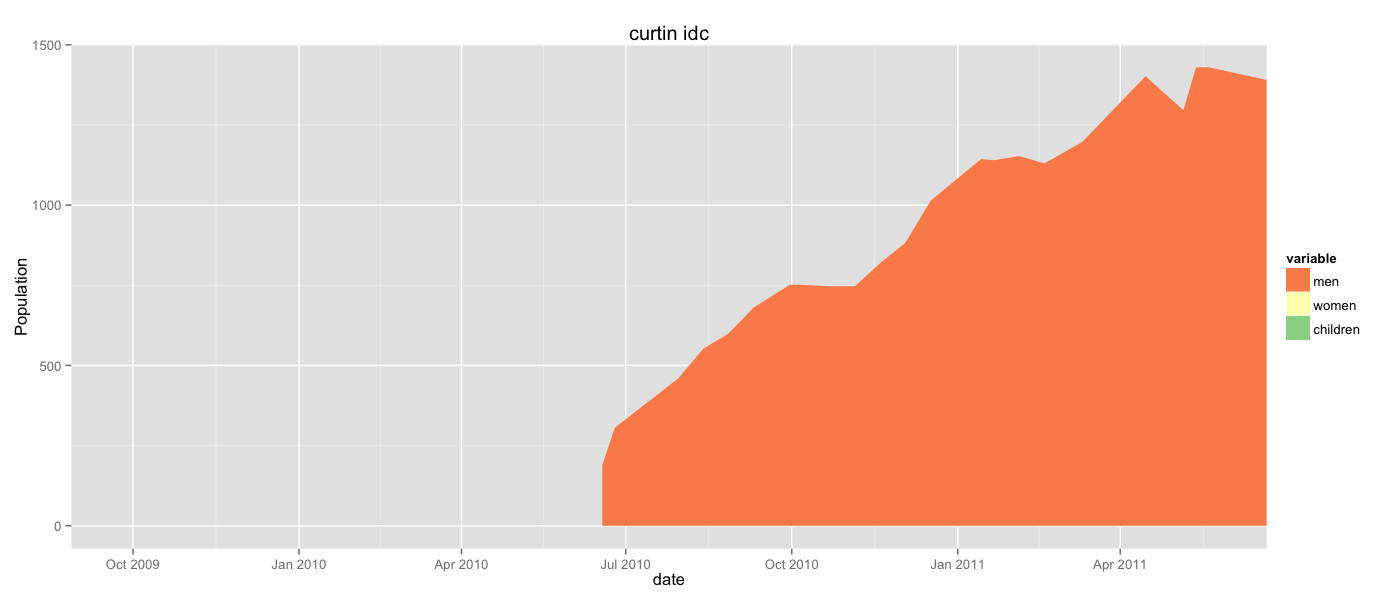 curtin idc
Population
1500
1000
500
0
Oct 2009
Jan 2010
Apr 2010
Jul 2010
Oct 2010
Jan 2011
Apr 2011
date
variable
men
women
children